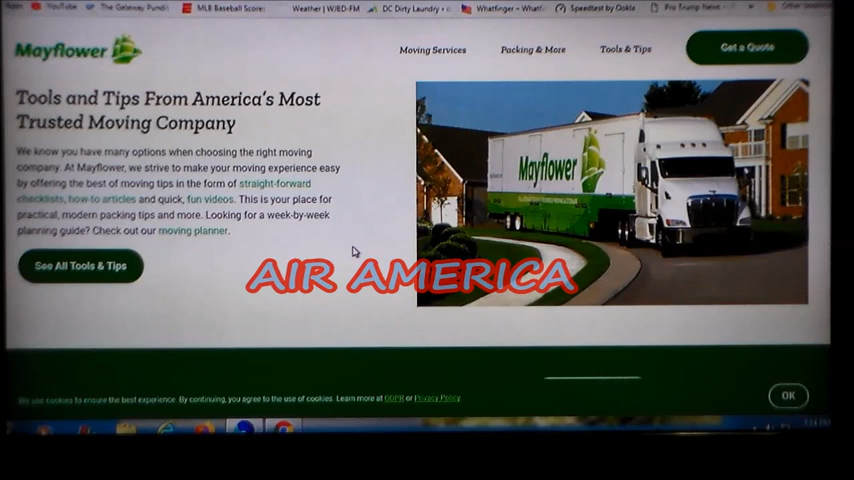 YouTube The Gateway Pundit MLB Baseball Scores Weather | WJBD-FM DC Dirty Laundry Whatfinger Speedtest by Ookla Pro Trump News Other
Mayflower
Moving Services Packing & More Tools & Tips Get a Quote
Tools and Tips From America's Most
Trusted Moving Company
We know you have many options when choosing the right moving
company. At Mayflower, we strive to make your moving experience easy
by offering the best of moving tips in the form of straight-forward
checklists, how-to articles and quick, fun videos. This is your place for
practical, modern packing tips and more. Looking for a week-by-week
planning guide? Check out our moving planner.
See All Tools & Tips
Mayflower
AIR AMERICA
We use cookies to ensure the best experience. By continuing, you agree to the use of cookies. Learn more at GDPR or Privacy Policy.
OK